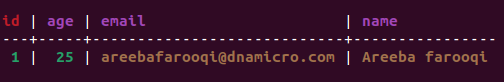 id | age | email | name
---+-----+----------------------------+-----------------
1 | 25 | areebafarooqi@dnamicro.com | Areeba farooqi